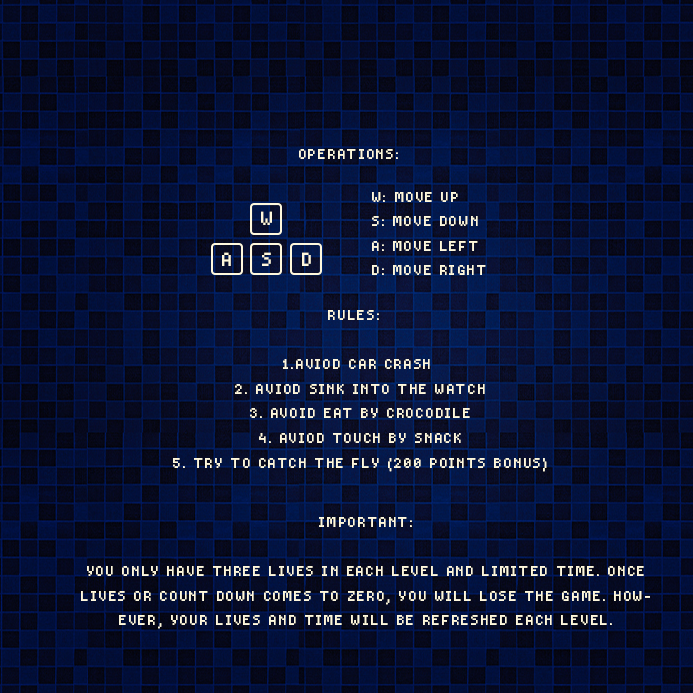 OPERATIONS:
W
A S D
W: MOVE UP
S: MOVE DOWN
A: MOVE LEFT
D: MOVE RIGHT
RULES:
1.AVIOD CAR CRASH
2. AVIOD SINK INTO THE WATCH
3. AVOID EAT BY CROCODILE
4. AVIOD TOUCH BY SNACK
5. TRY TO CATCH THE FLY (200 POINTS BONUS)
IMPORTANT:
YOU ONLY HAVE THREE LIVES IN EACH LEVEL AND LIMITED TIME. ONCE
LIVES OR COUNT DOWN COMES TO ZERO, YOU WILL LOSE THE GAME. HOW-
EVER, YOUR LIVES AND TIME WILL BE REFRESHED EACH LEVEL.